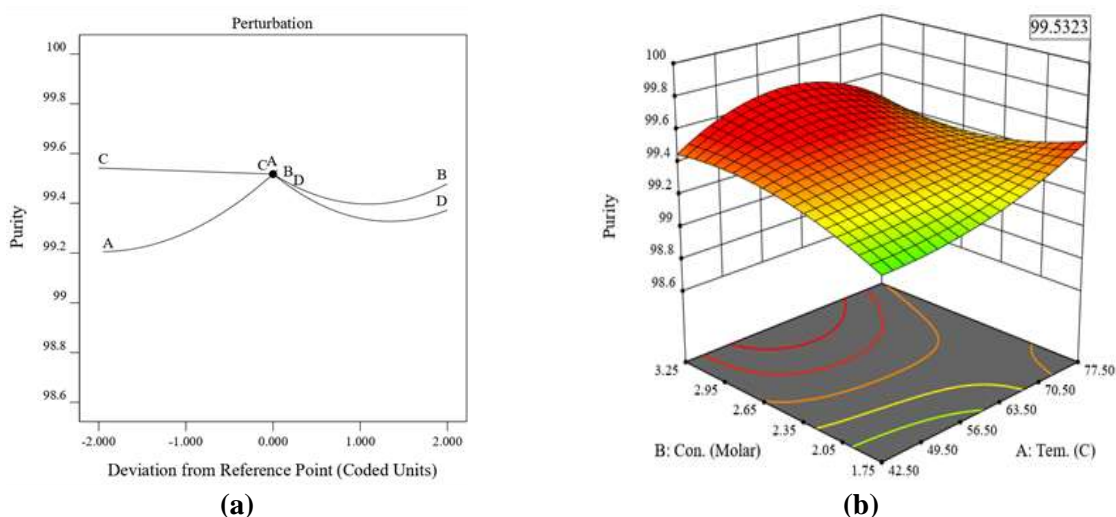 Perturbation
100
99.8
99.6
99.4
99.2
99
98.8
98.6
Purity
C
A
C A B
D
B
D
-2.000 -1.000 0.000 1.000 2.000
Deviation from Reference Point (Coded Units)
(a)
99.5323
100
99.8
99.6
99.4
99.2
99
98.8
98.6
Purity
3.25
2.95
2.65
2.35
2.05
1.75
77.50
70.50
63.50
56.50
49.50
42.50
B: Con. (Molar)
A: Tem. (C)
(b)